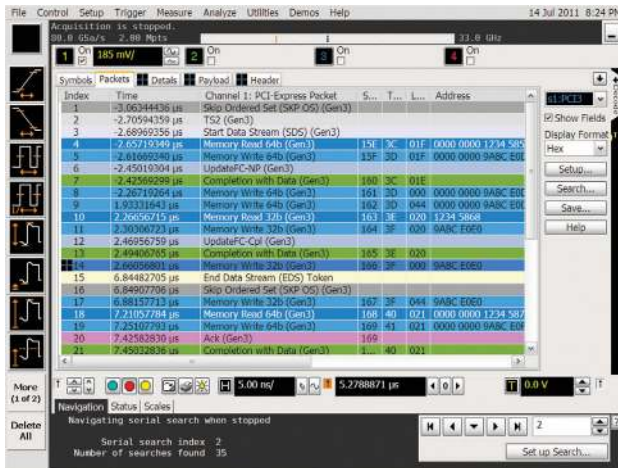 File Control Setup Trigger Measure Analyze Utilities Demos Help 14 Jul 2011 8:24 PM
Acquisition is stopped.
80.0 GSa/s 2.00 Mpts 33.0 GHz
1 On 185 mV/ 2 On 3 On 4 On
Symbols Packets Details Payload Header
Index Time Channel 1: PCI-Express Packet S... T... L... Address
1 -3.06344436 µs Skip Ordered Set (SKP OS) (Gen3)
2 -2.70594359 µs TS2 (Gen3)
3 -2.68969356 µs Start Data Stream (SDS) (Gen3)
4 -2.65719349 µs Memory Read 64b (Gen3) 15E 3C 01F 0000 0000 1234 585
5 -2.61669340 µs Memory Write 64b (Gen3) 15F 3D 01F 0000 0000 9ABC E0D
6 -2.45019304 µs UpdateFC-NP (Gen3)
7 -2.42569299 µs Completion with Data (Gen3) 160 3C 01E
8 -2.26719264 µs Memory Write 64b (Gen3) 161 3D 000 0000 0000 9ABC E0D
9 1.93331643 µs Memory Write 64b (Gen3) 162 3D 044 0000 0000 9ABC E0D
10 2.26656715 µs Memory Read 32b (Gen3) 163 3E 020 1234 5868
11 2.30306723 µs Memory Write 32b (Gen3) 164 3F 020 9ABC E0E0
12 2.46956759 µs UpdateFC-Cpl (Gen3)
13 2.49406765 µs Completion with Data (Gen3) 165 3E 020
14 2.66056801 µs Memory Write 32b (Gen3) 166 3F 000 9ABC E0E0
15 6.84482705 µs End Data Stream (EDS) Token
16 6.84907706 µs Skip Ordered Set (SKP OS) (Gen3)
17 6.88157713 µs Memory Write 32b (Gen3) 167 3F 044 9ABC E0E0
18 7.21057784 µs Memory Read 64b (Gen3) 168 40 021 0000 0000 1234 587
19 7.25107793 µs Memory Write 64b (Gen3) 169 41 021 0000 0000 9ABC E0F
20 7.42582830 µs Ack (Gen3) 169
21 7.45032836 µs Completion with Data (Gen3) 1... 40 021
s1:PCI3
Show Fields
Display Format
Hex
Setup...
Search...
Save...
Help
More
(1 of 2)
Delete
All
H 5.00 ns/ 5.2788871 µs 0 T 0.0 V
Navigation Status Scales
Navigating serial search when stopped
Serial search index 2
Number of searches found 35
2
Set up Search...